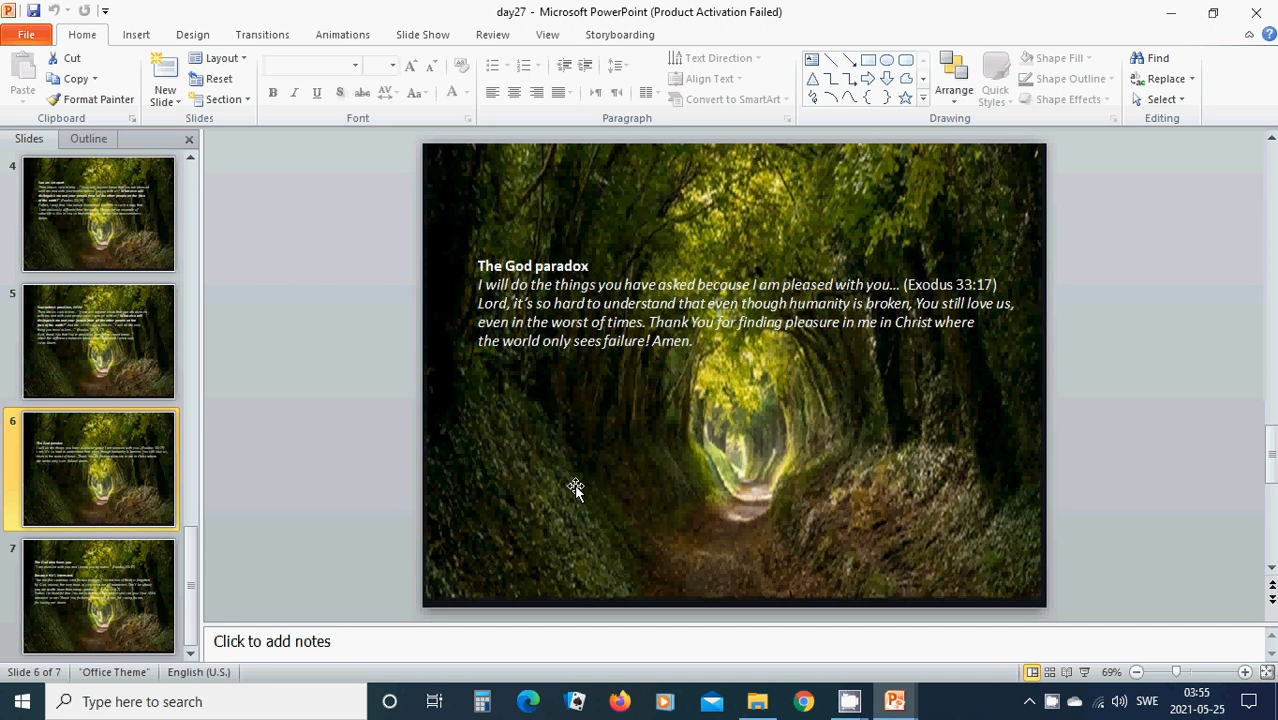 day27 - Microsoft PowerPoint (Product Activation Failed)
File Home Insert Design Transitions Animations Slide Show Review View Storyboarding
Paste
Cut
Copy
Format Painter
Clipboard
New
Slide
Layout
Reset
Section
Slides
Font
Text Direction
Align Text
Convert to SmartArt
Paragraph
Arrange
Quick
Styles
Shape Fill
Shape Outline
Shape Effects
Drawing
Find
Replace
Select
Editing
Slides Outline
4
5
6
7
The God paradox
I will do the things you have asked because I am pleased with you... (Exodus 33:17)
Lord, it's so hard to understand that even though humanity is broken, You still love us,
even in the worst of times. Thank You for finding pleasure in me in Christ where
the world only sees failure! Amen.
Click to add notes
Slide 6 of 7 "Office Theme" English (U.S.) 69%
Type here to search
SWE
03:55
2021-05-25